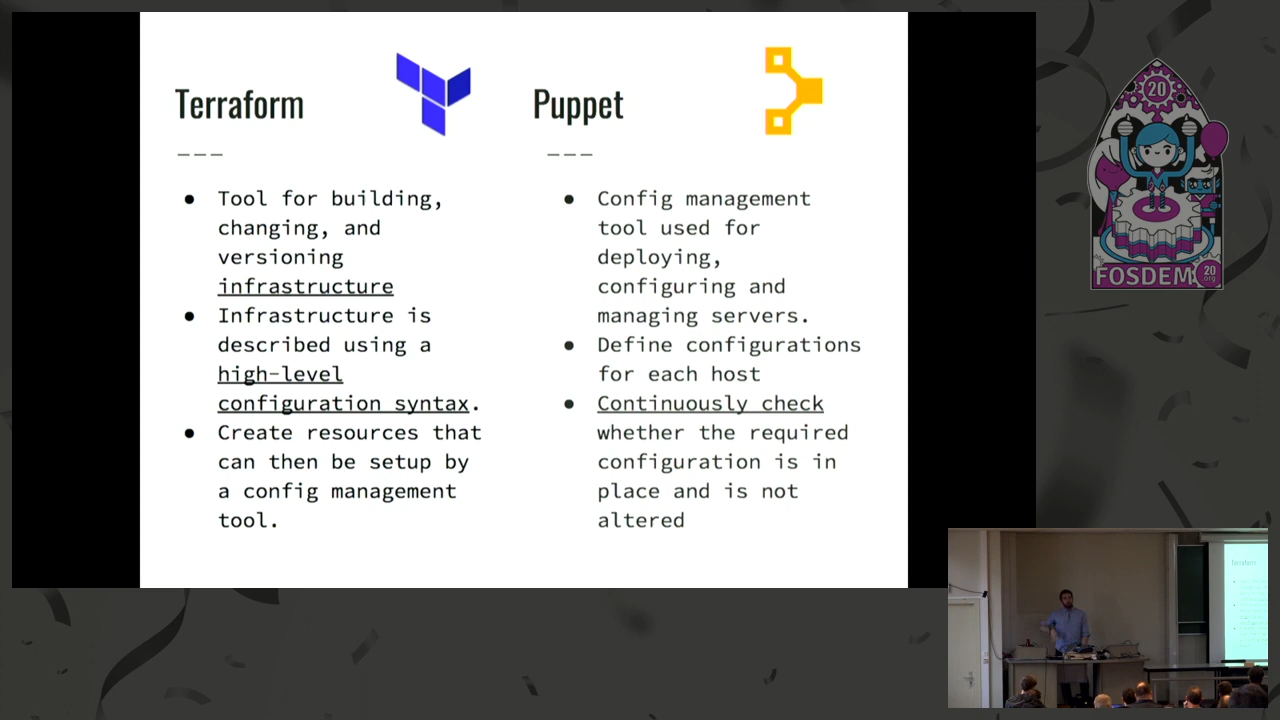 Terraform
---
● Tool for building,
changing, and
versioning
infrastructure
● Infrastructure is
described using a
high-level
configuration syntax.
● Create resources that
can then be setup by
a config management
tool.
Puppet
---
● Config management
tool used for
deploying,
configuring and
managing servers.
● Define configurations
for each host
● Continuously check
whether the required
configuration is in
place and is not
altered
20
FOSDEM
20
.org
Terraform